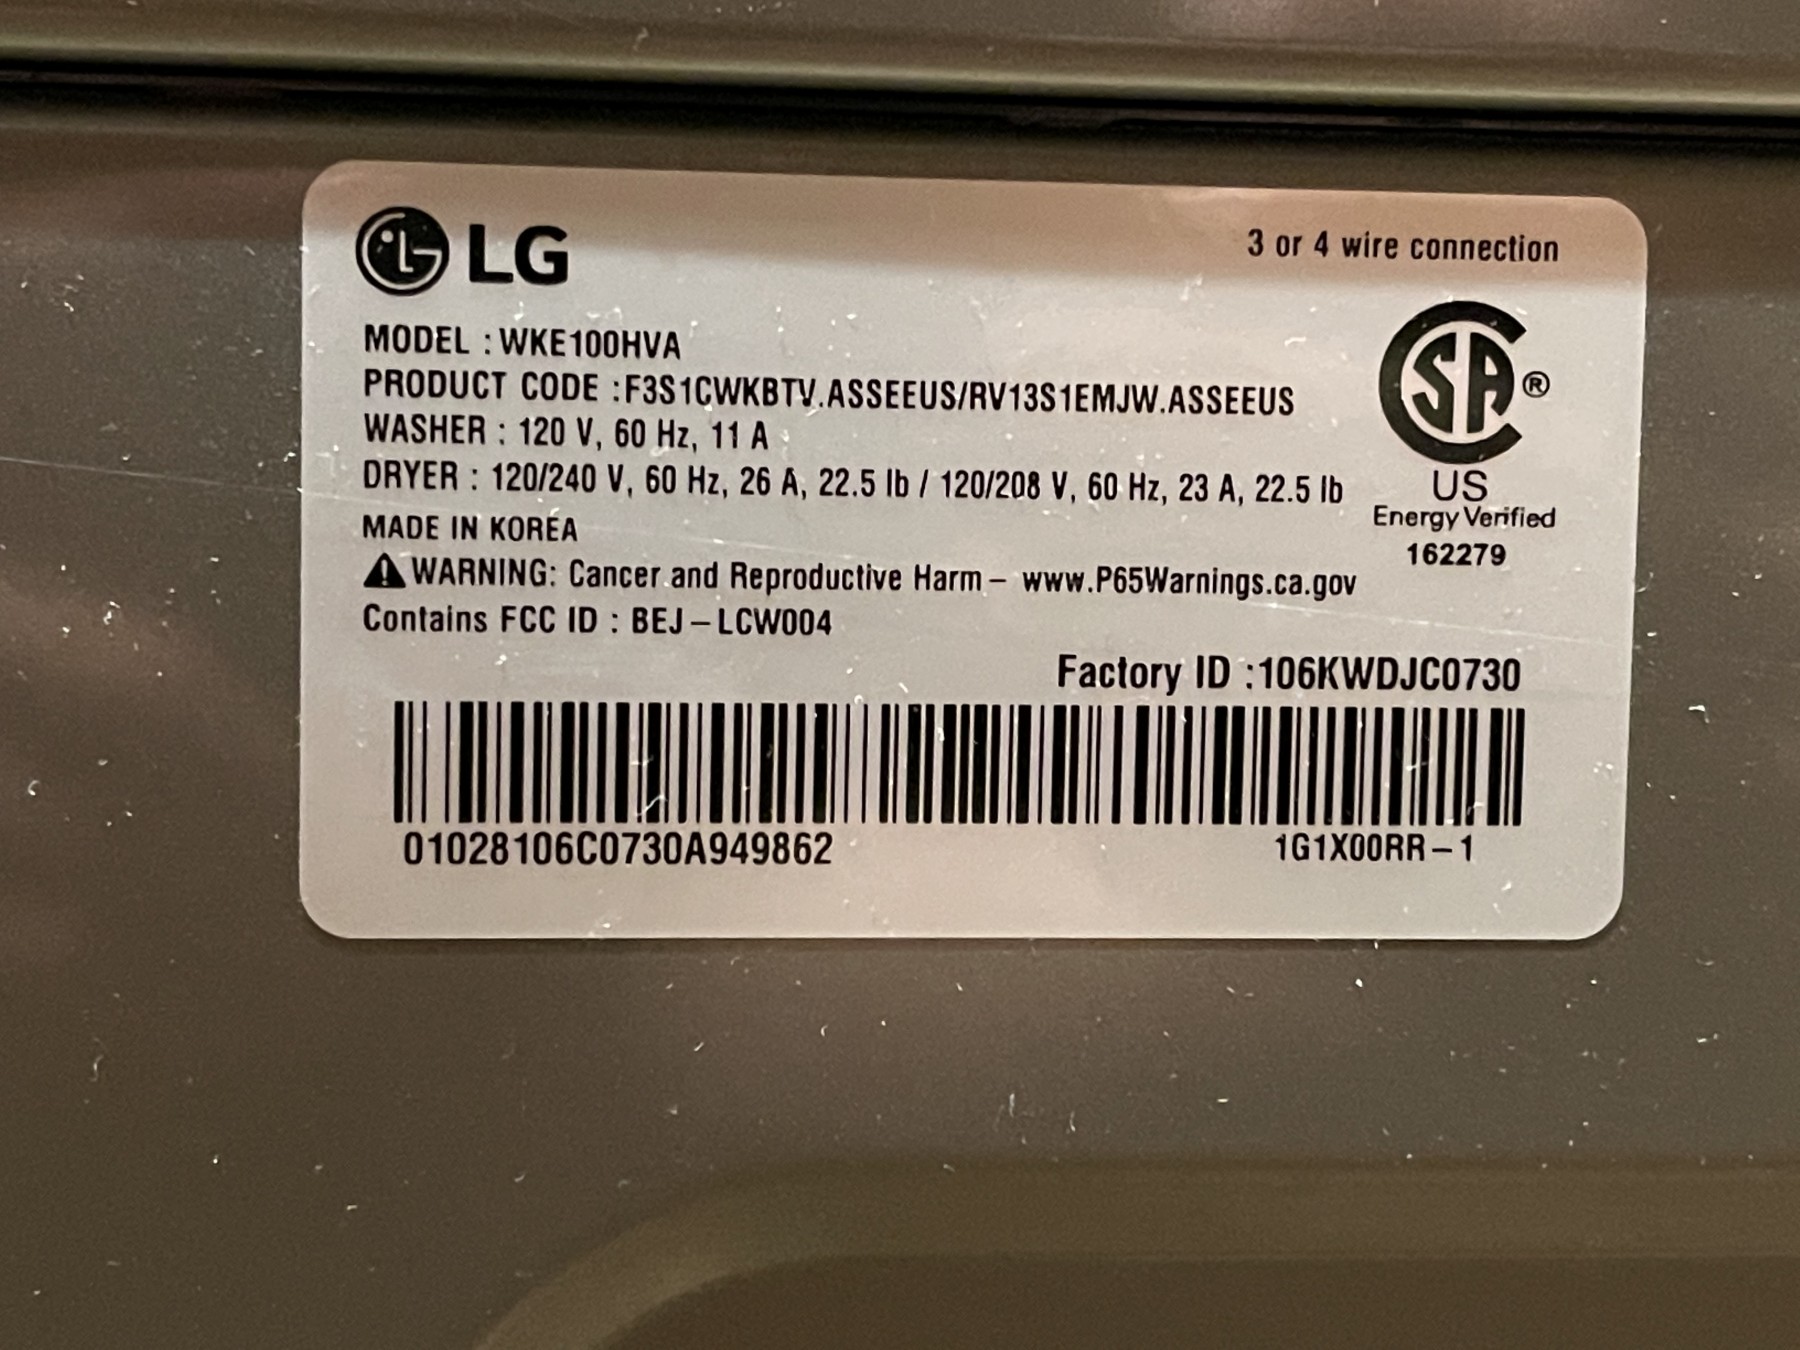 LG
3 or 4 wire connection
MODEL : WKE100HVA
PRODUCT CODE :F3S1CWKBTV.ASSEEUS/RV13S1EMJW.ASSEEUS
WASHER : 120 V, 60 Hz, 11 A
DRYER : 120/240 V, 60 Hz, 26 A, 22.5 lb / 120/208 V, 60 Hz, 23 A, 22.5 lb
MADE IN KOREA
WARNING: Cancer and Reproductive Harm – www.P65Warnings.ca.gov
Contains FCC ID : BEJ–LCW004
SA ®
US
Energy Verified
162279
Factory ID :106KWDJC0730
01028106C0730A949862
1G1X00RR–1